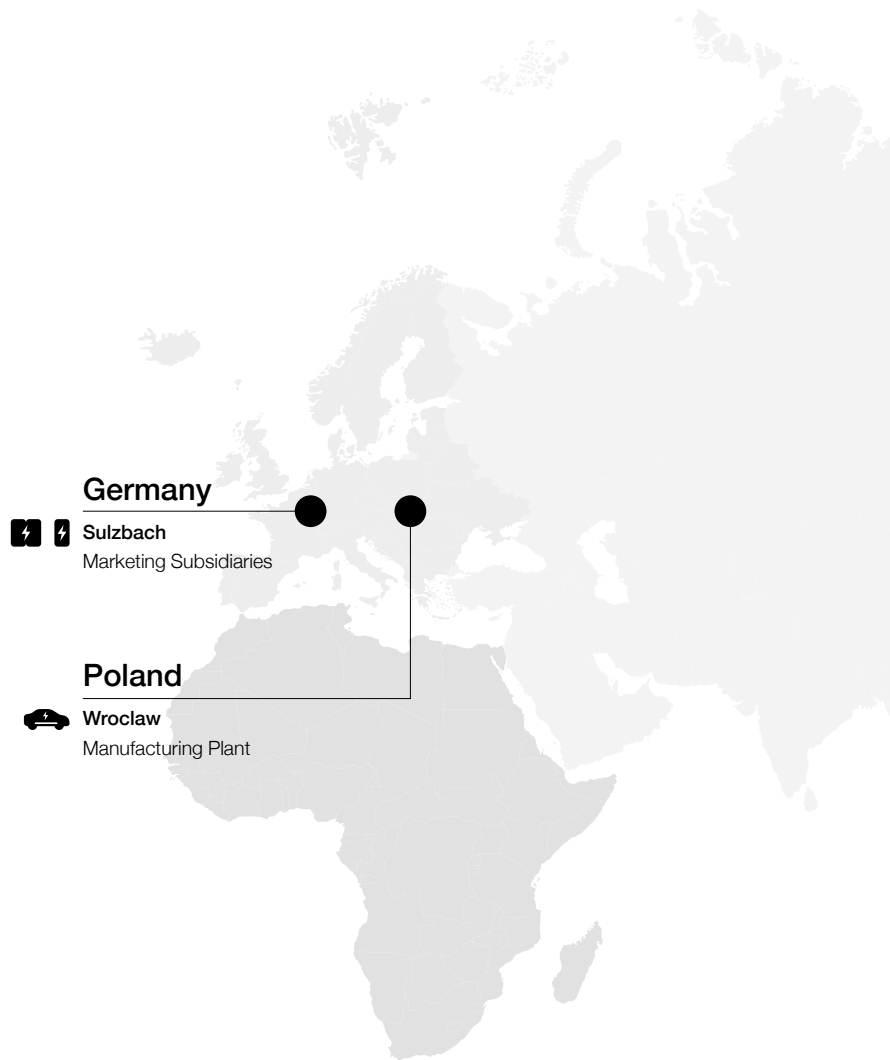 Germany
Sulzbach
Marketing Subsidiaries
Poland
Wroclaw
Manufacturing Plant